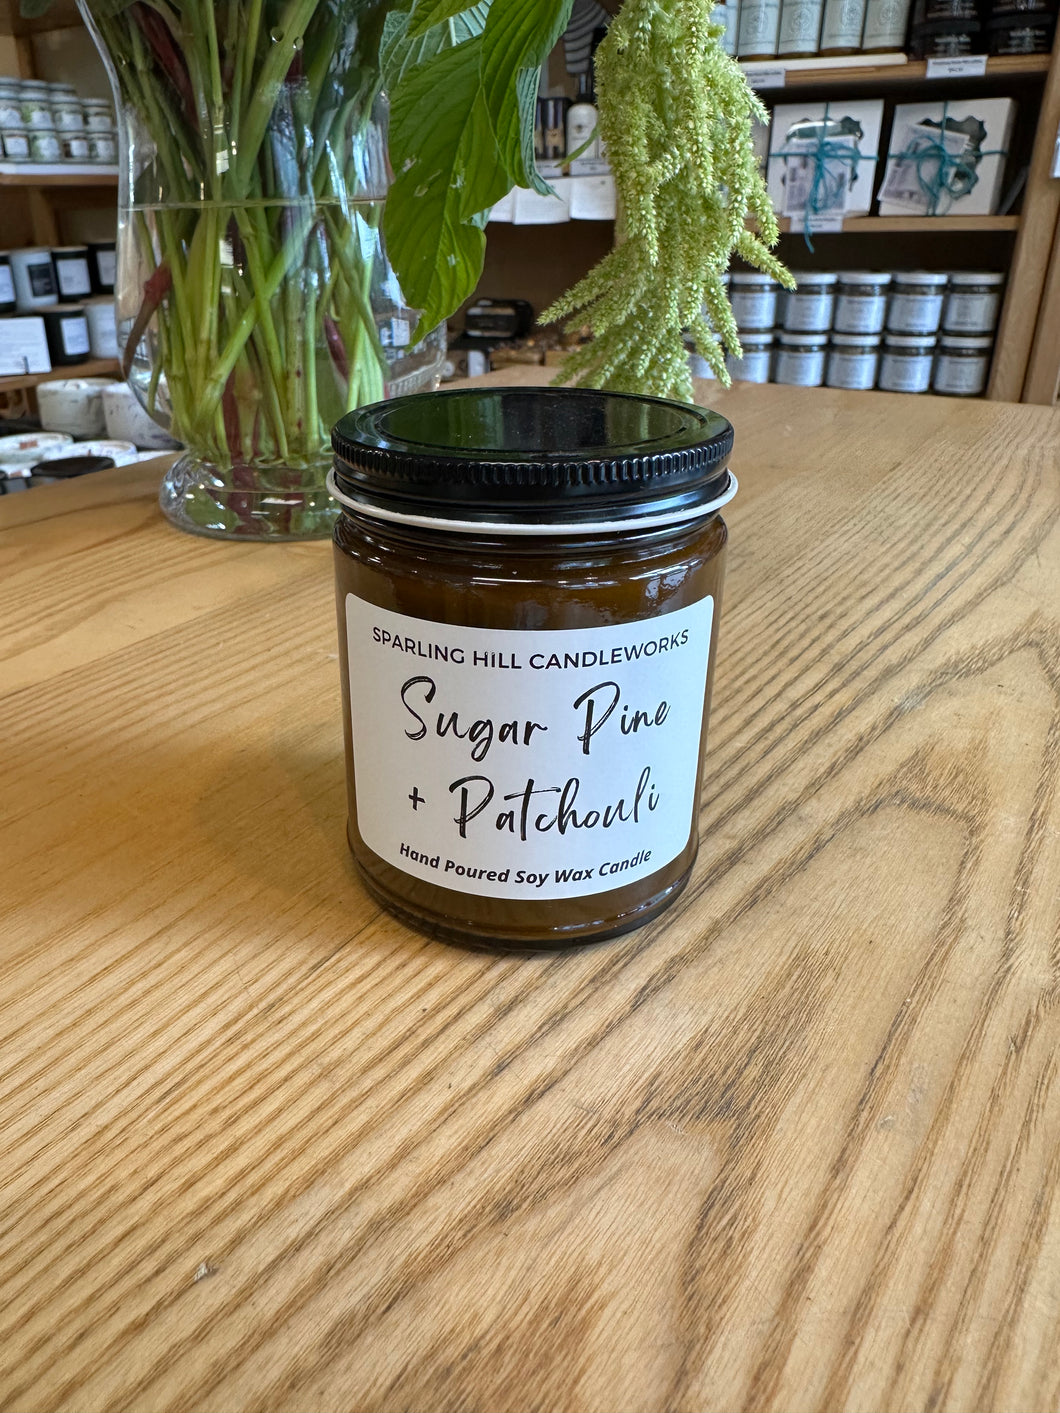 SPARLING HILL CANDLEWORKS
Sugar Pine
+ Patchouli
Hand Poured Soy Wax Candle